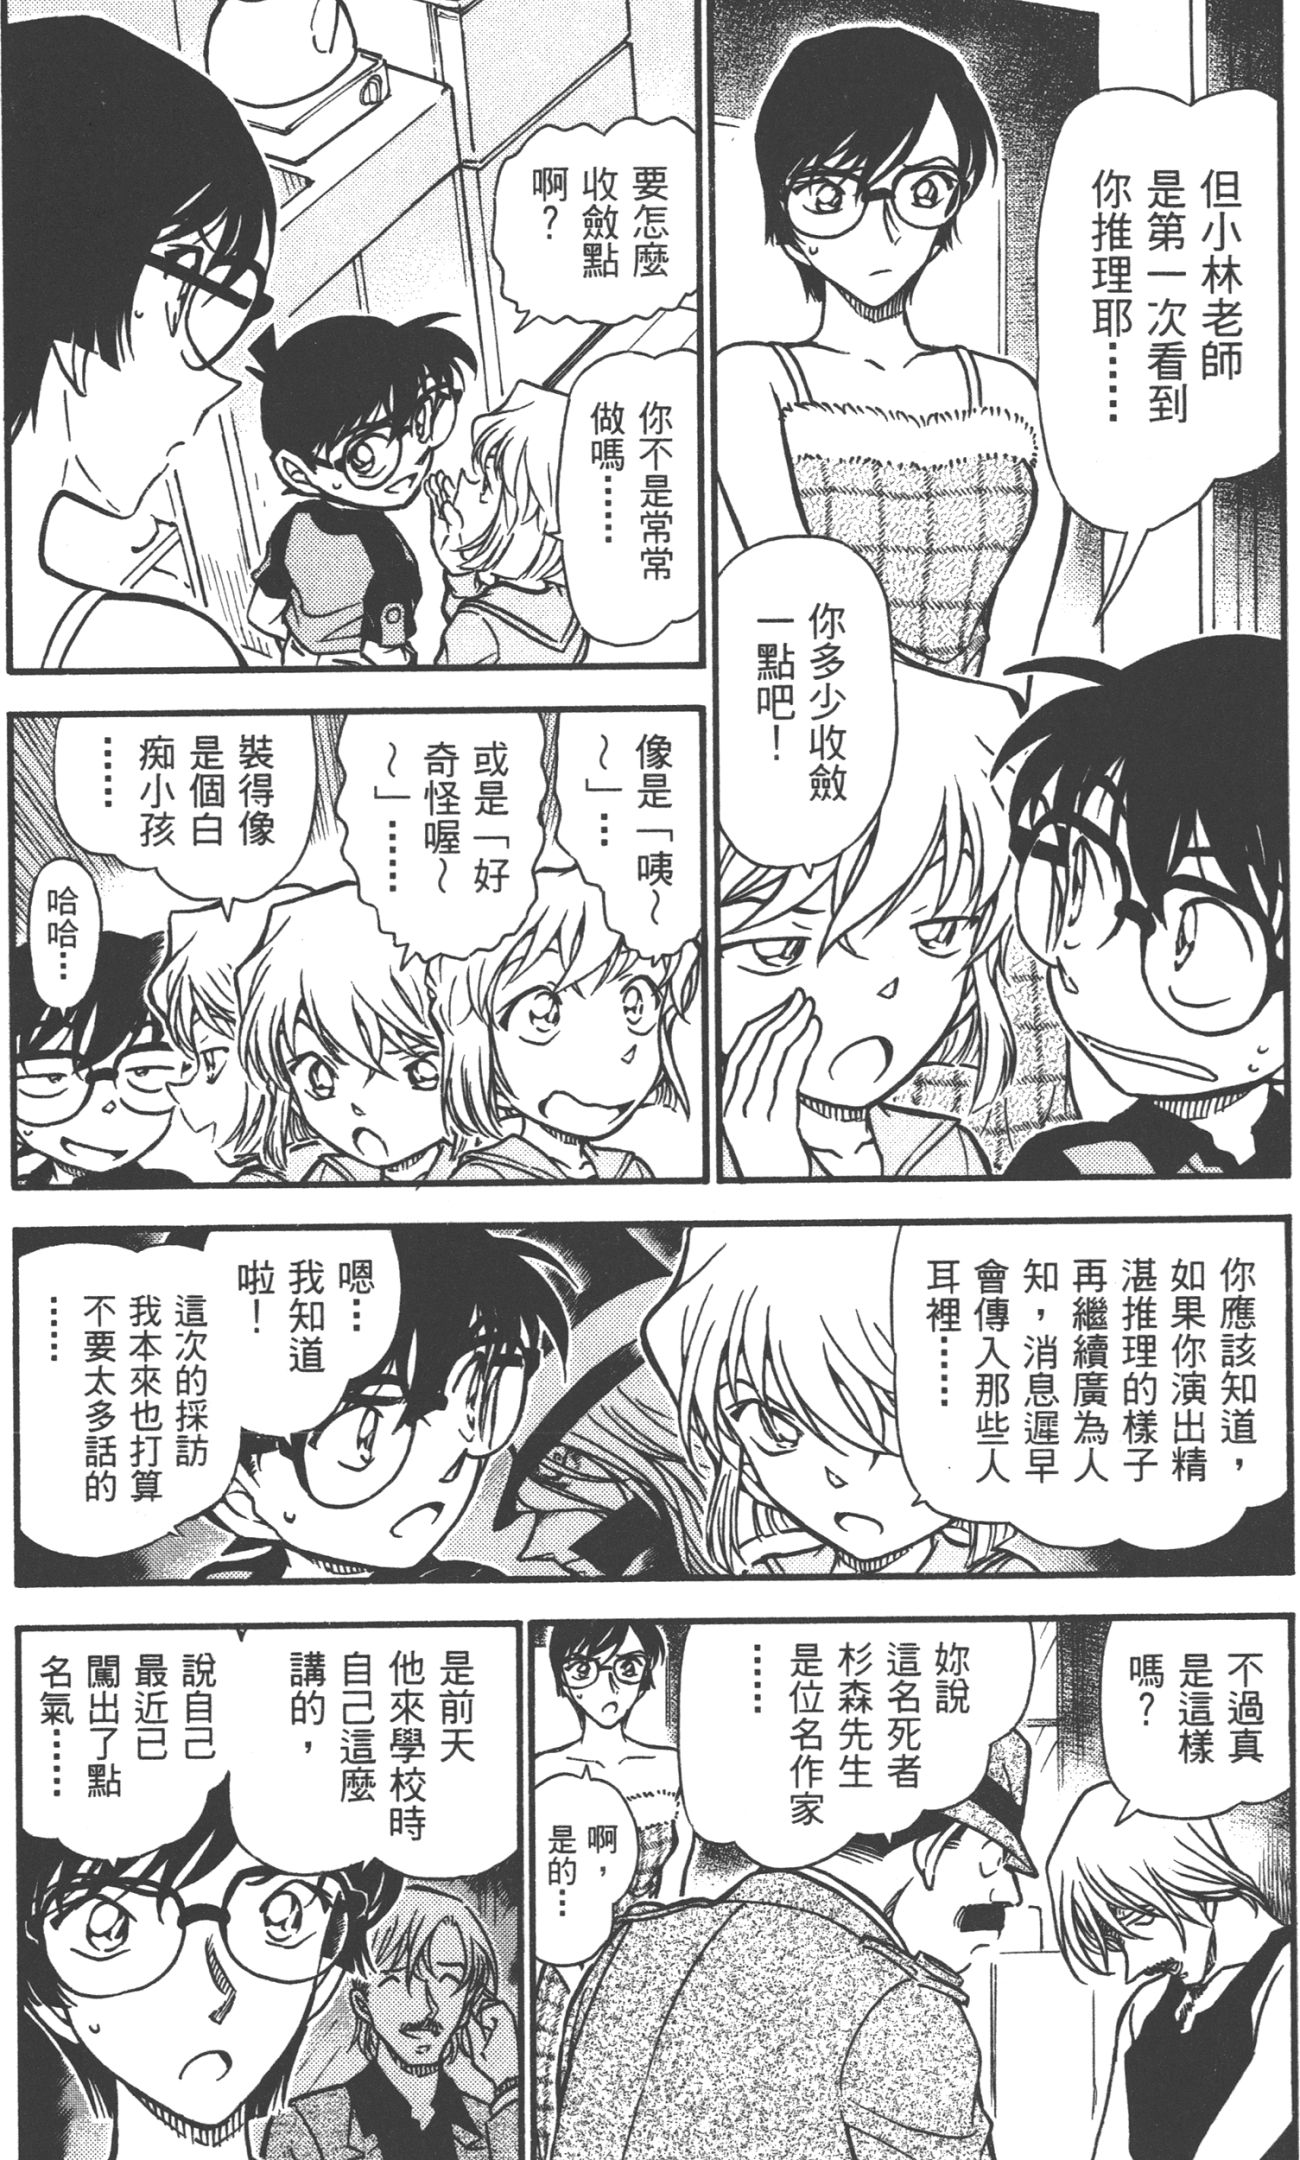 但小林老師
是第一次看到
你推理耶……
你多少收斂
一點吧！
要怎麼
收斂點
啊？
你不是常常
做嗎……
像是「咦～
～」…
或是「好
奇怪喔～
～」……
裝得像
是個白
痴小孩
……
哈哈…
你應該知道，
如果你演出精
湛推理的樣子
再繼續廣為人
知，消息遲早
會傳入那些人
耳裡……
嗯…
我知道
啦！
這次的採訪
我本來也打算
不要太多話的
……
不過真
是這樣
嗎？
妳說
這名死者
杉森先生
是位名作家
……
啊，
是的…
是前天
他來學校時
自己這麼
講的，
說自己
最近已
闖出了點
名氣……